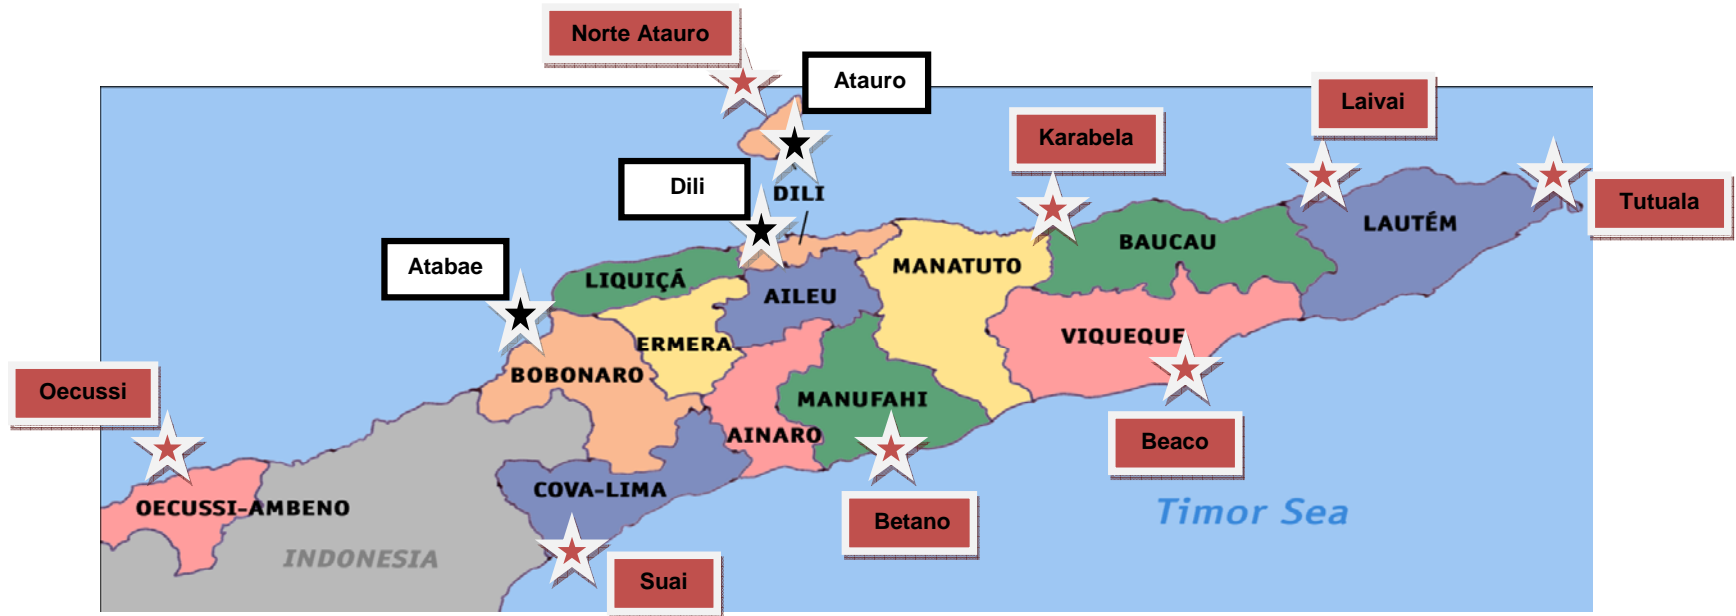 Norte Atauro
Atauro
Laivai
Karabela
Dili
DILI
Tutuala
LAUTÉM
BAUCAU
Atabae
MANATUTO
LIQUIÇÁ
AILEU
VIQUEQUE
ERMERA
BOBONARO
Oecussi
MANUFAHI
AINARO
Beaco
COVA-LIMA
OECUSSI-AMBENO
Timor Sea
Betano
INDONESIA
Suai